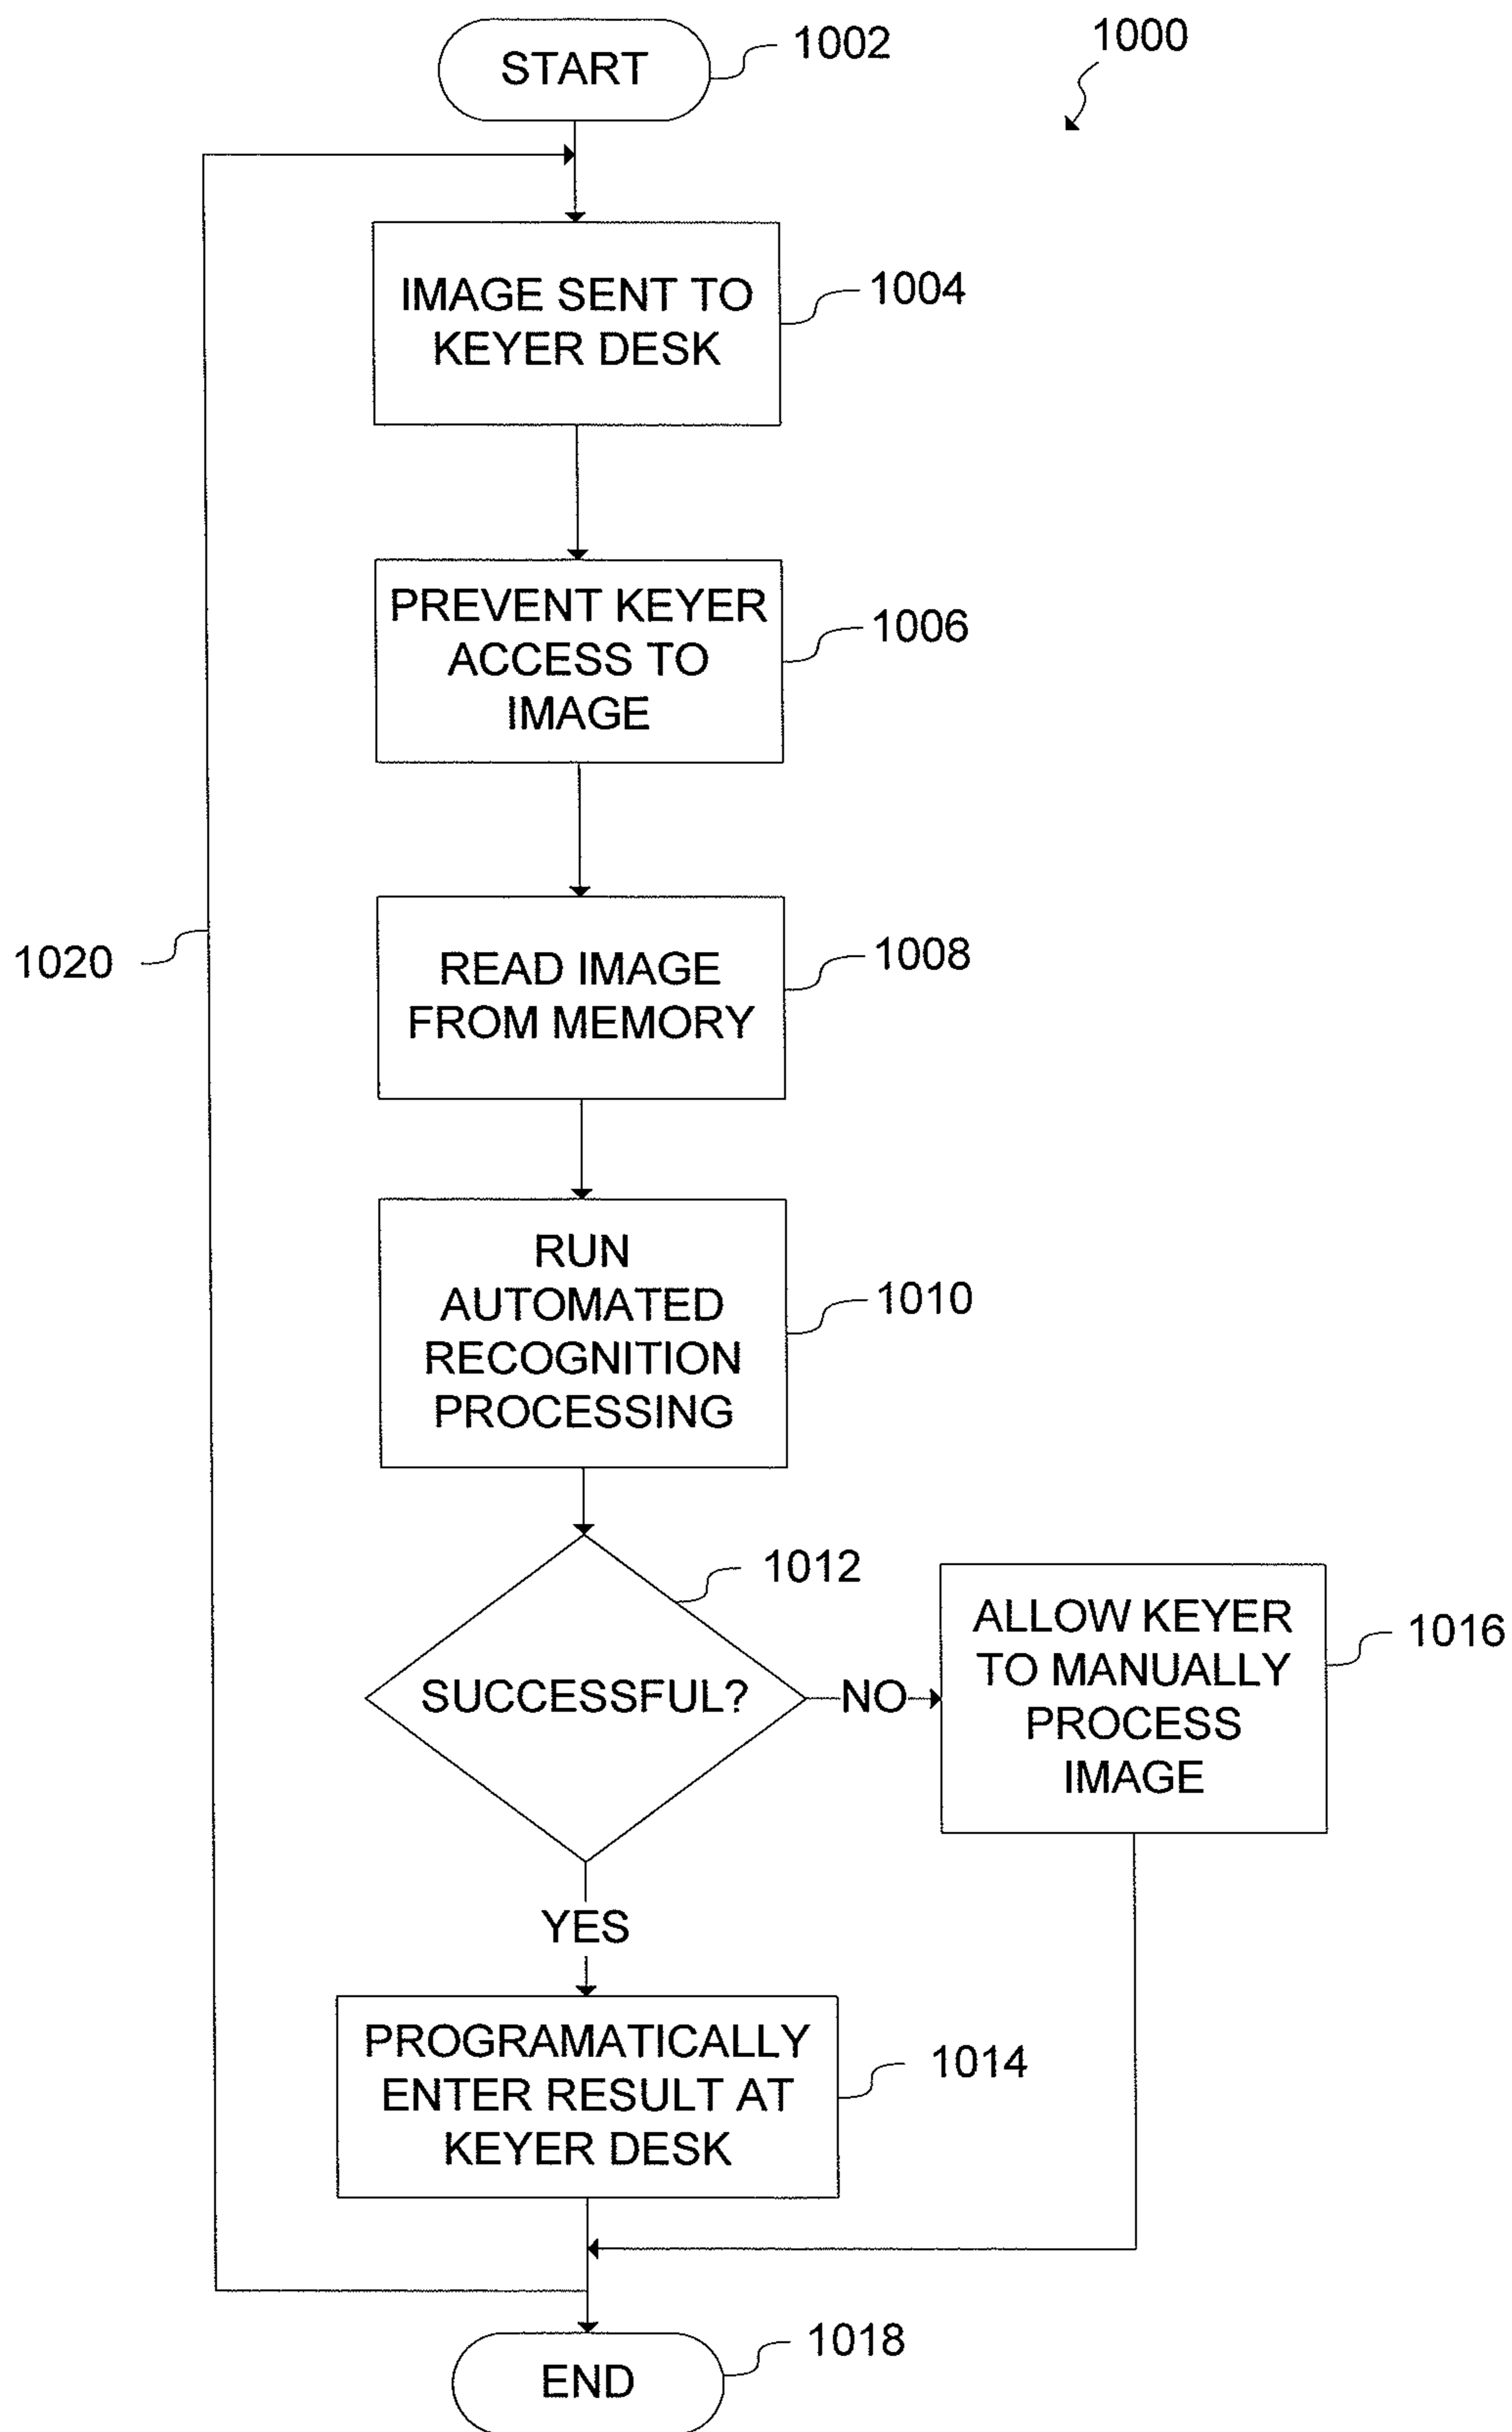 1000
START
1002
IMAGE SENT TO
KEYER DESK
1004
PREVENT KEYER
ACCESS TO
IMAGE
1006
READ IMAGE
FROM MEMORY
1008
1020
RUN
AUTOMATED
RECOGNITION
PROCESSING
1010
SUCCESSFUL?
1012
NO
ALLOW KEYER
TO MANUALLY
PROCESS
IMAGE
1016
YES
PROGRAMATICALLY
ENTER RESULT AT
KEYER DESK
1014
END
1018